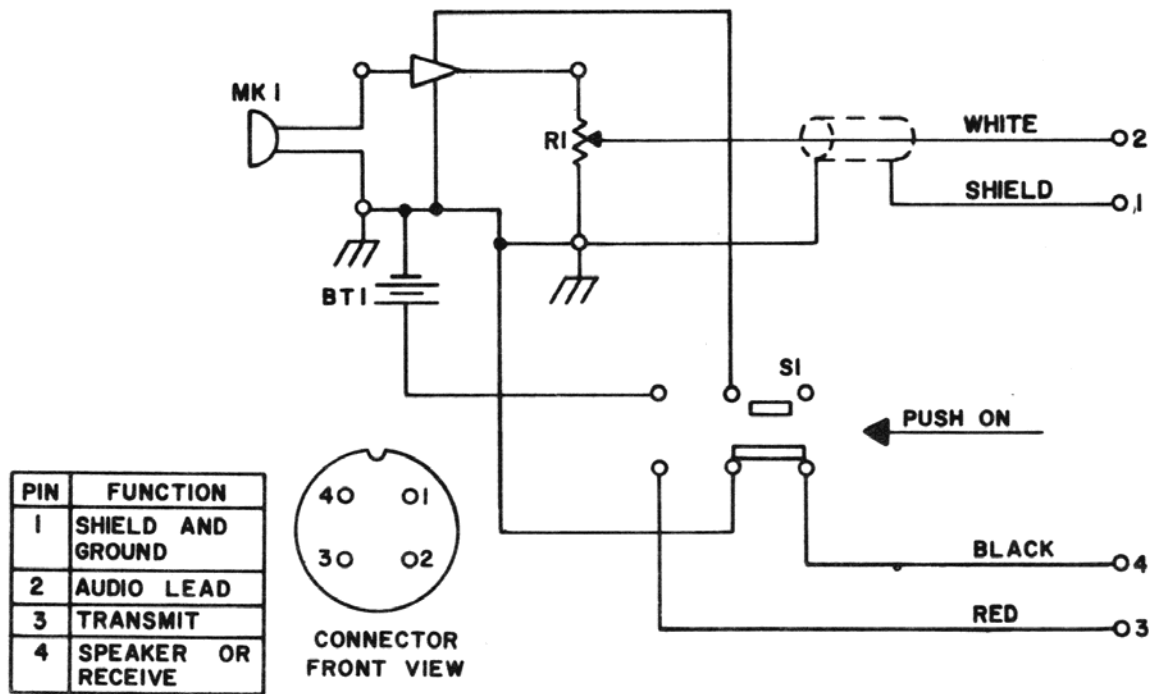 MK1
R1
WHITE
2
SHIELD
1
BT1
S1
PUSH ON
PIN FUNCTION
1 SHIELD AND
GROUND
2 AUDIO LEAD
3 TRANSMIT
4 SPEAKER OR
RECEIVE
4 1
3 2
CONNECTOR
FRONT VIEW
BLACK
4
RED
3